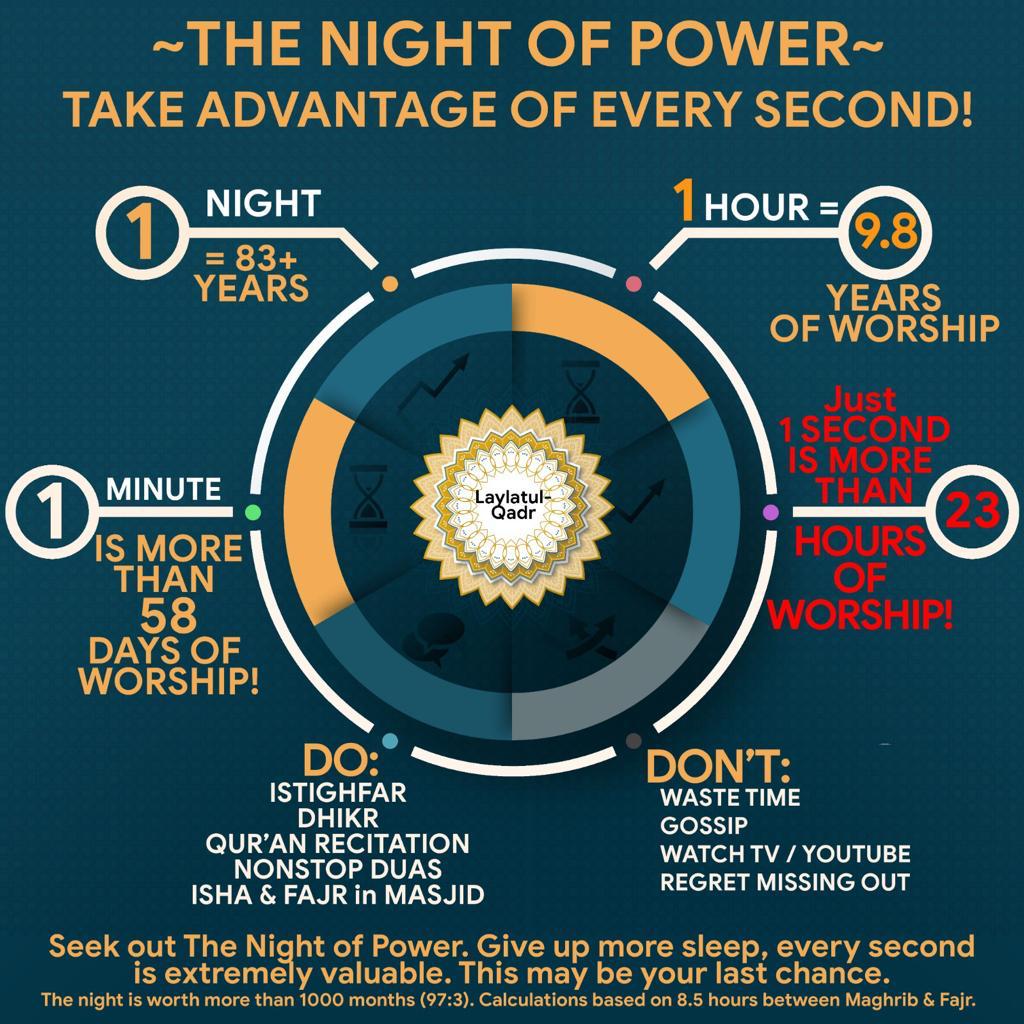 ~THE NIGHT OF POWER~
TAKE ADVANTAGE OF EVERY SECOND!
1 NIGHT
= 83+
YEARS
1 HOUR = 9.8
YEARS
OF WORSHIP
Just
1 SECOND
IS MORE
THAN
23
HOURS
OF
WORSHIP!
1 MINUTE
IS MORE
THAN
58
DAYS OF
WORSHIP!
Laylatul-
Qadr
DO:
ISTIGHFAR
DHIKR
QUR'AN RECITATION
NONSTOP DUAS
ISHA & FAJR in MASJID
DON'T:
WASTE TIME
GOSSIP
WATCH TV / YOUTUBE
REGRET MISSING OUT
Seek out The Night of Power. Give up more sleep, every second
is extremely valuable. This may be your last chance.
The night is worth more than 1000 months (97:3). Calculations based on 8.5 hours between Maghrib & Fajr.